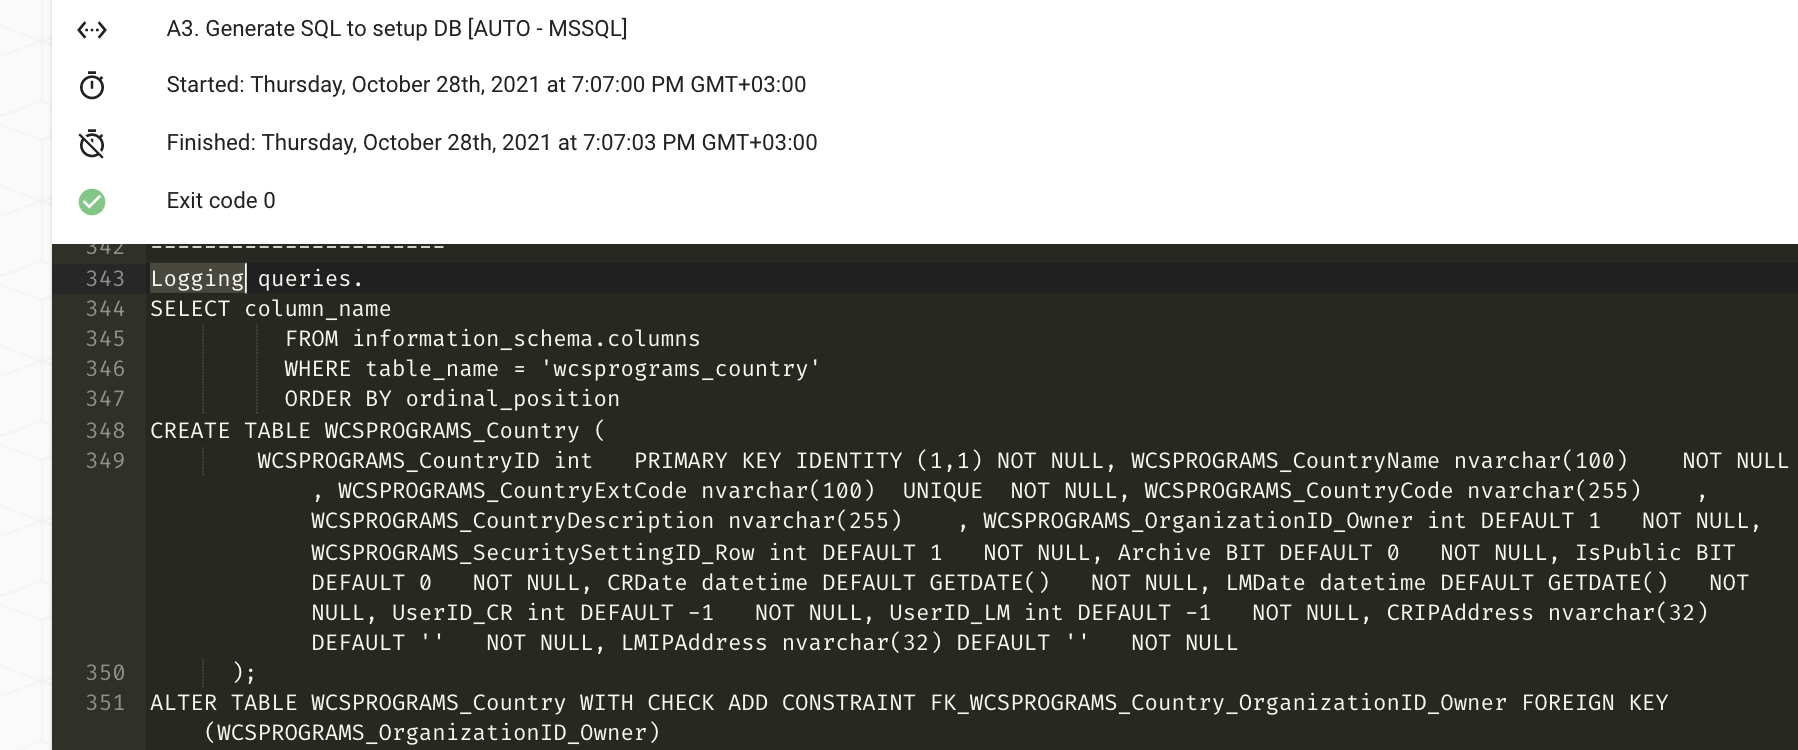 A3. Generate SQL to setup DB [AUTO - MSSQL]
Started: Thursday, October 28th, 2021 at 7:07:00 PM GMT+03:00
Finished: Thursday, October 28th, 2021 at 7:07:03 PM GMT+03:00
Exit code 0
342 ----------------------
343 Logging queries.
344 SELECT column_name
345 FROM information_schema.columns
346 WHERE table_name = 'wcsprograms_country'
347 ORDER BY ordinal_position
348 CREATE TABLE WCSPROGRAMS_Country (
349 WCSPROGRAMS_CountryID int PRIMARY KEY IDENTITY (1,1) NOT NULL, WCSPROGRAMS_CountryName nvarchar(100) NOT NULL
, WCSPROGRAMS_CountryExtCode nvarchar(100) UNIQUE NOT NULL, WCSPROGRAMS_CountryCode nvarchar(255) ,
WCSPROGRAMS_CountryDescription nvarchar(255) , WCSPROGRAMS_OrganizationID_Owner int DEFAULT 1 NOT NULL,
WCSPROGRAMS_SecuritySettingID_Row int DEFAULT 1 NOT NULL, Archive BIT DEFAULT 0 NOT NULL, IsPublic BIT
DEFAULT 0 NOT NULL, CRDate datetime DEFAULT GETDATE() NOT NULL, LMDate datetime DEFAULT GETDATE() NOT
NULL, UserID_CR int DEFAULT -1 NOT NULL, UserID_LM int DEFAULT -1 NOT NULL, CRIPAddress nvarchar(32)
DEFAULT '' NOT NULL, LMIPAddress nvarchar(32) DEFAULT '' NOT NULL
350 );
351 ALTER TABLE WCSPROGRAMS_Country WITH CHECK ADD CONSTRAINT FK_WCSPROGRAMS_Country_OrganizationID_Owner FOREIGN KEY
(WCSPROGRAMS_OrganizationID_Owner)